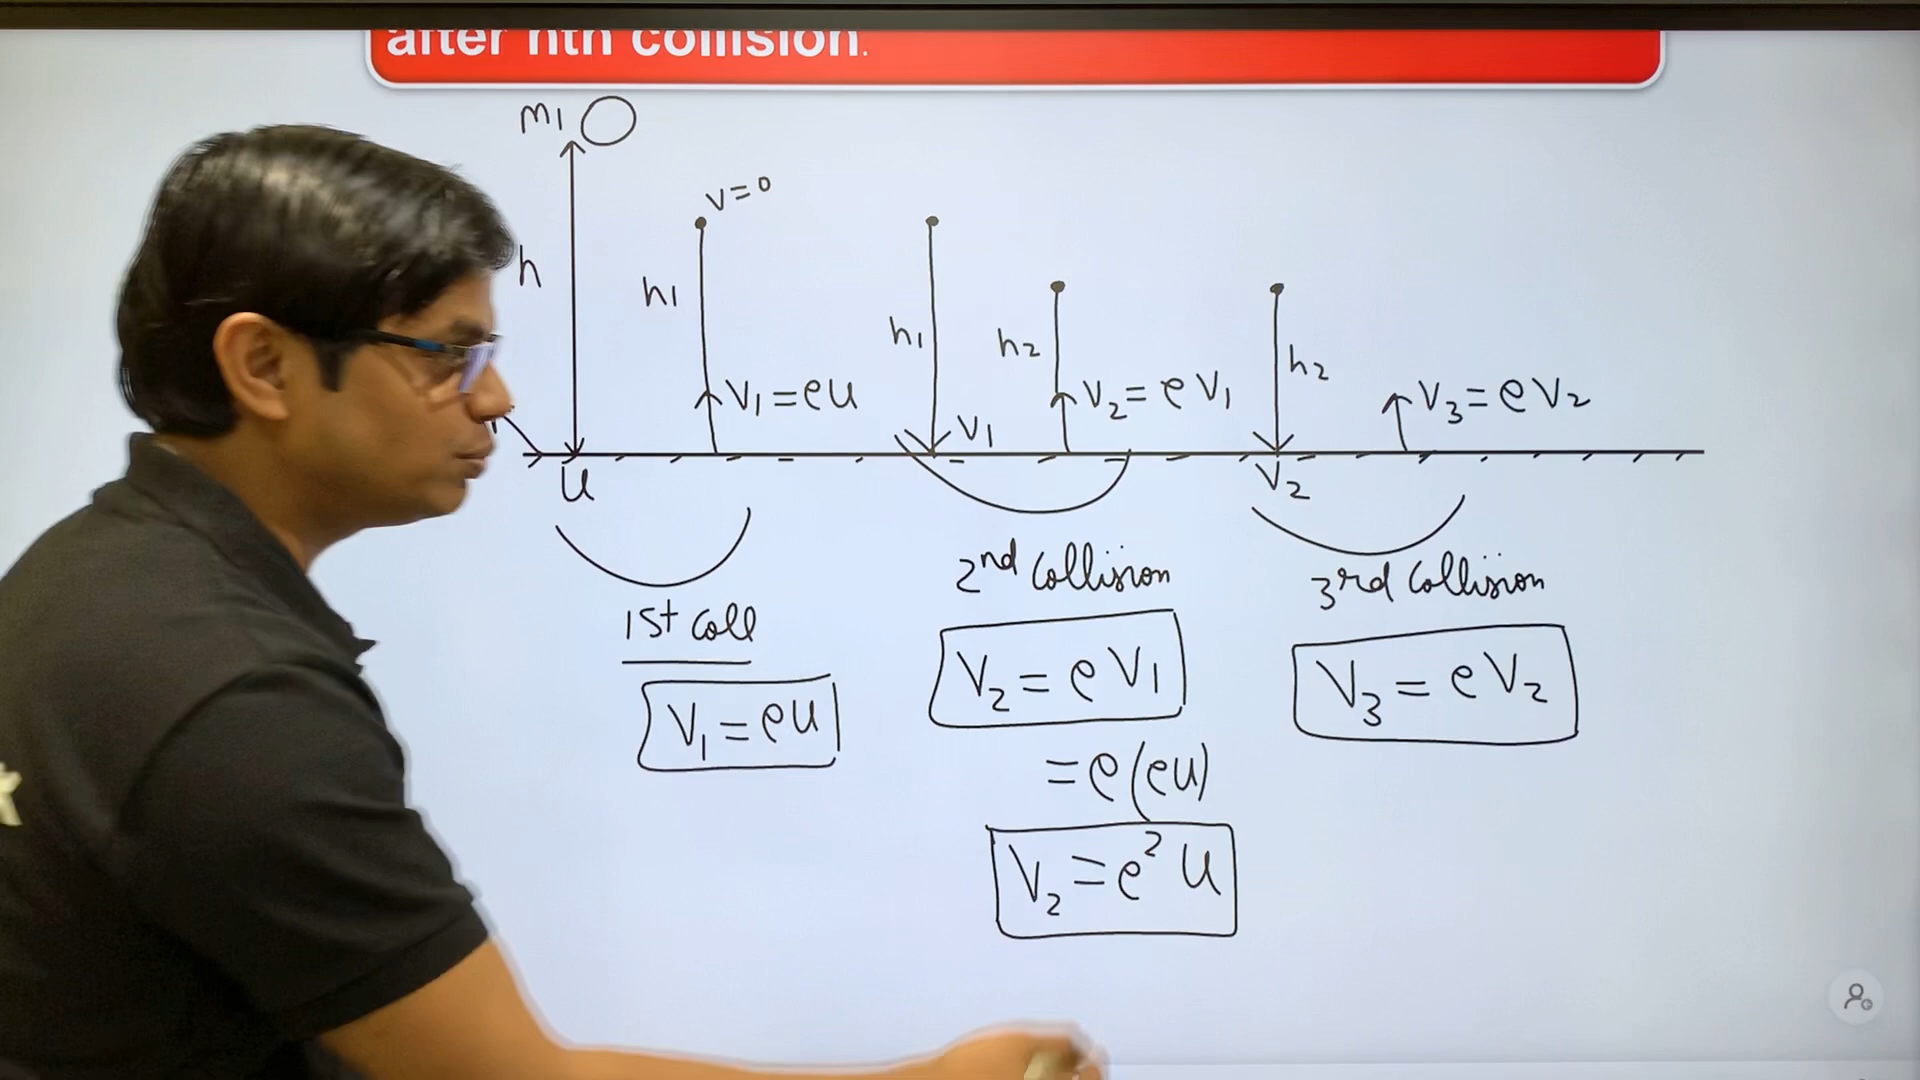 after nth collision.
m1
v=0
h
h1
h1
h2
h2
V1=eu
V1
V2=eV1
V3=eV2
u
V2
1st coll
2nd Collision
3rd Collision
V1=eu
V2=eV1
V3=eV2
=e(eu)
V2=e²u